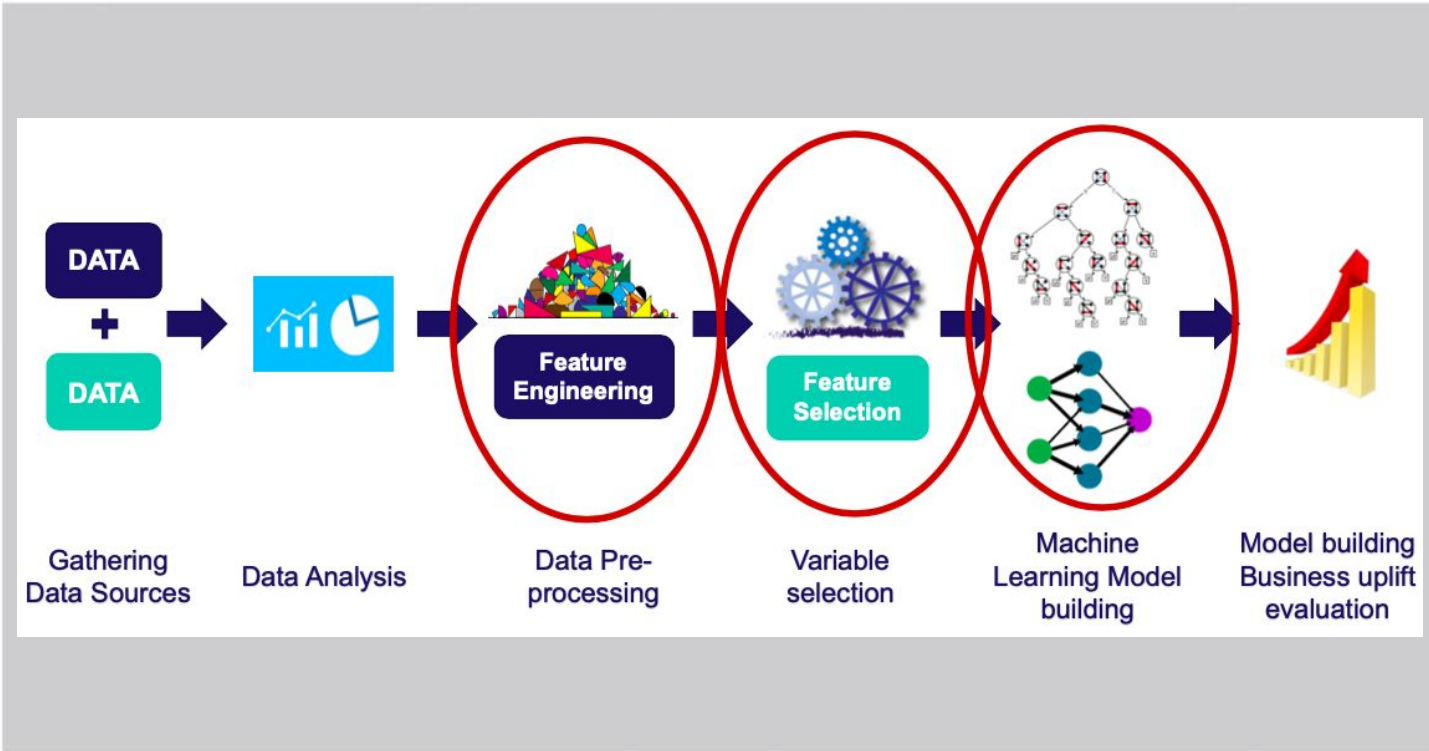 DATA
+
DATA
Feature
Engineering
Feature
Selection
Gathering
Data Sources
Data Analysis
Data Pre-
processing
Variable
selection
Machine
Learning Model
building
Model building
Business uplift
evaluation